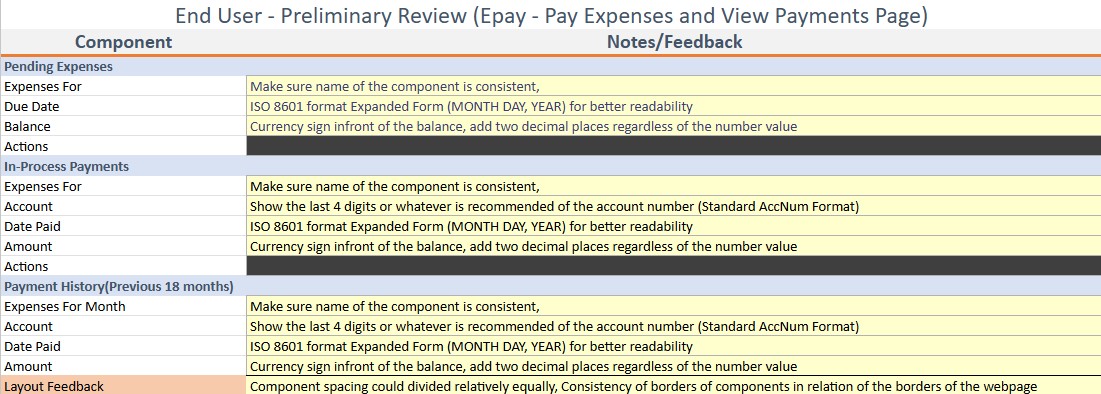 End User - Preliminary Review (Epay - Pay Expenses and View Payments Page)
Component Notes/Feedback
Pending Expenses
Expenses For Make sure name of the component is consistent,
Due Date ISO 8601 format Expanded Form (MONTH DAY, YEAR) for better readability
Balance Currency sign infront of the balance, add two decimal places regardless of the number value
Actions
In-Process Payments
Expenses For Make sure name of the component is consistent,
Account Show the last 4 digits or whatever is recommended of the account number (Standard AccNum Format)
Date Paid ISO 8601 format Expanded Form (MONTH DAY, YEAR) for better readability
Amount Currency sign infront of the balance, add two decimal places regardless of the number value
Actions
Payment History(Previous 18 months)
Expenses For Month Make sure name of the component is consistent,
Account Show the last 4 digits or whatever is recommended of the account number (Standard AccNum Format)
Date Paid ISO 8601 format Expanded Form (MONTH DAY, YEAR) for better readability
Amount Currency sign infront of the balance, add two decimal places regardless of the number value
Layout Feedback Component spacing could divided relatively equally, Consistency of borders of components in relation of the borders of the webpage